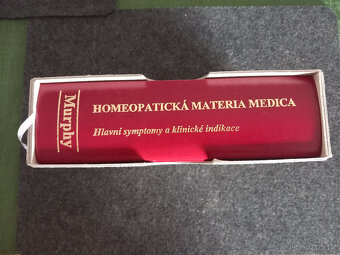 Murphy
HOMEOPATICKÁ MATERIA MEDICA
Hlavní symptomy a klinické indikace